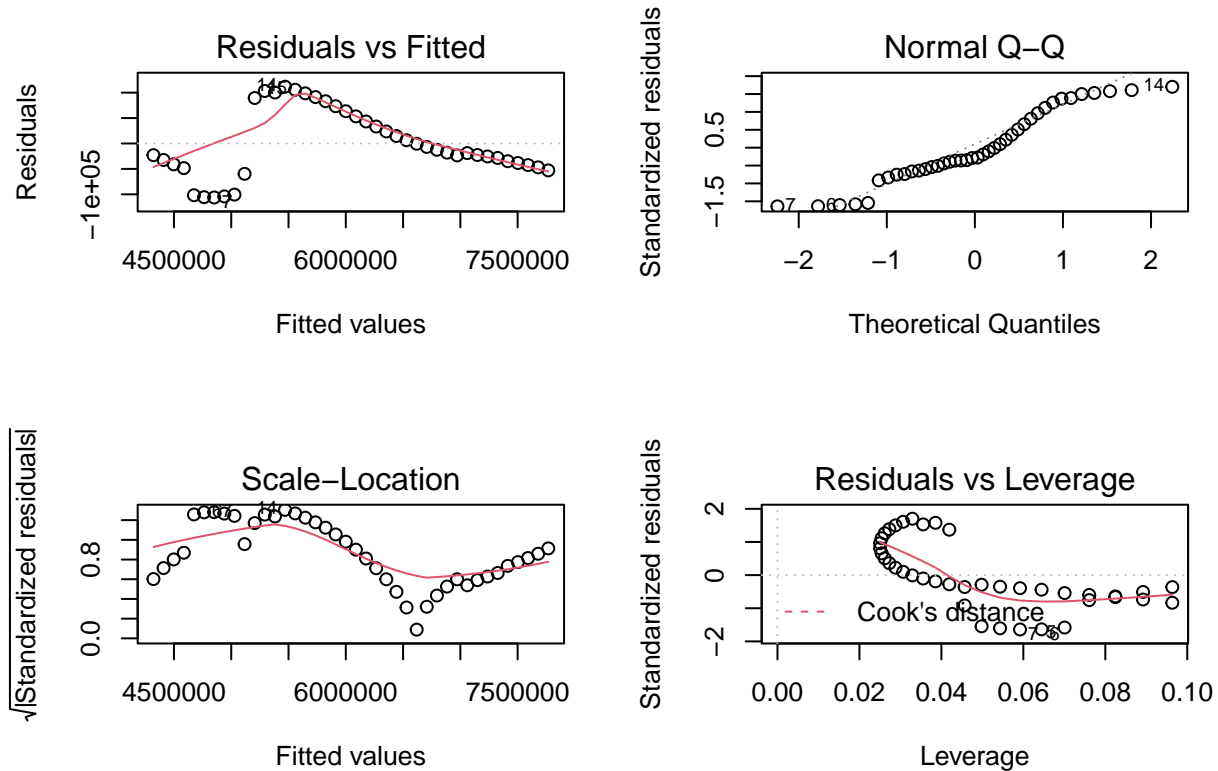 Residuals vs Fitted
Residuals
−1e+05
14
7
4500000 6000000 7500000
Fitted values
Normal Q−Q
Standardized residuals
−1.5 0.5
7
6
14
−2 −1 0 1 2
Theoretical Quantiles
Scale−Location
√|Standardized residuals|
0.0 0.8
14
4500000 6000000 7500000
Fitted values
Residuals vs Leverage
Standardized residuals
−2 0 2
Cook's distance
7
0.00 0.02 0.04 0.06 0.08 0.10
Leverage